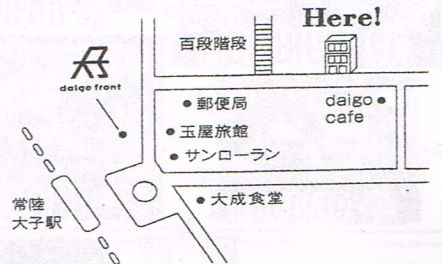 Here!
百段階段
daigo front
郵便局
daigo
cafe
玉屋旅館
サンローラン
常陸
大子駅
大成食堂